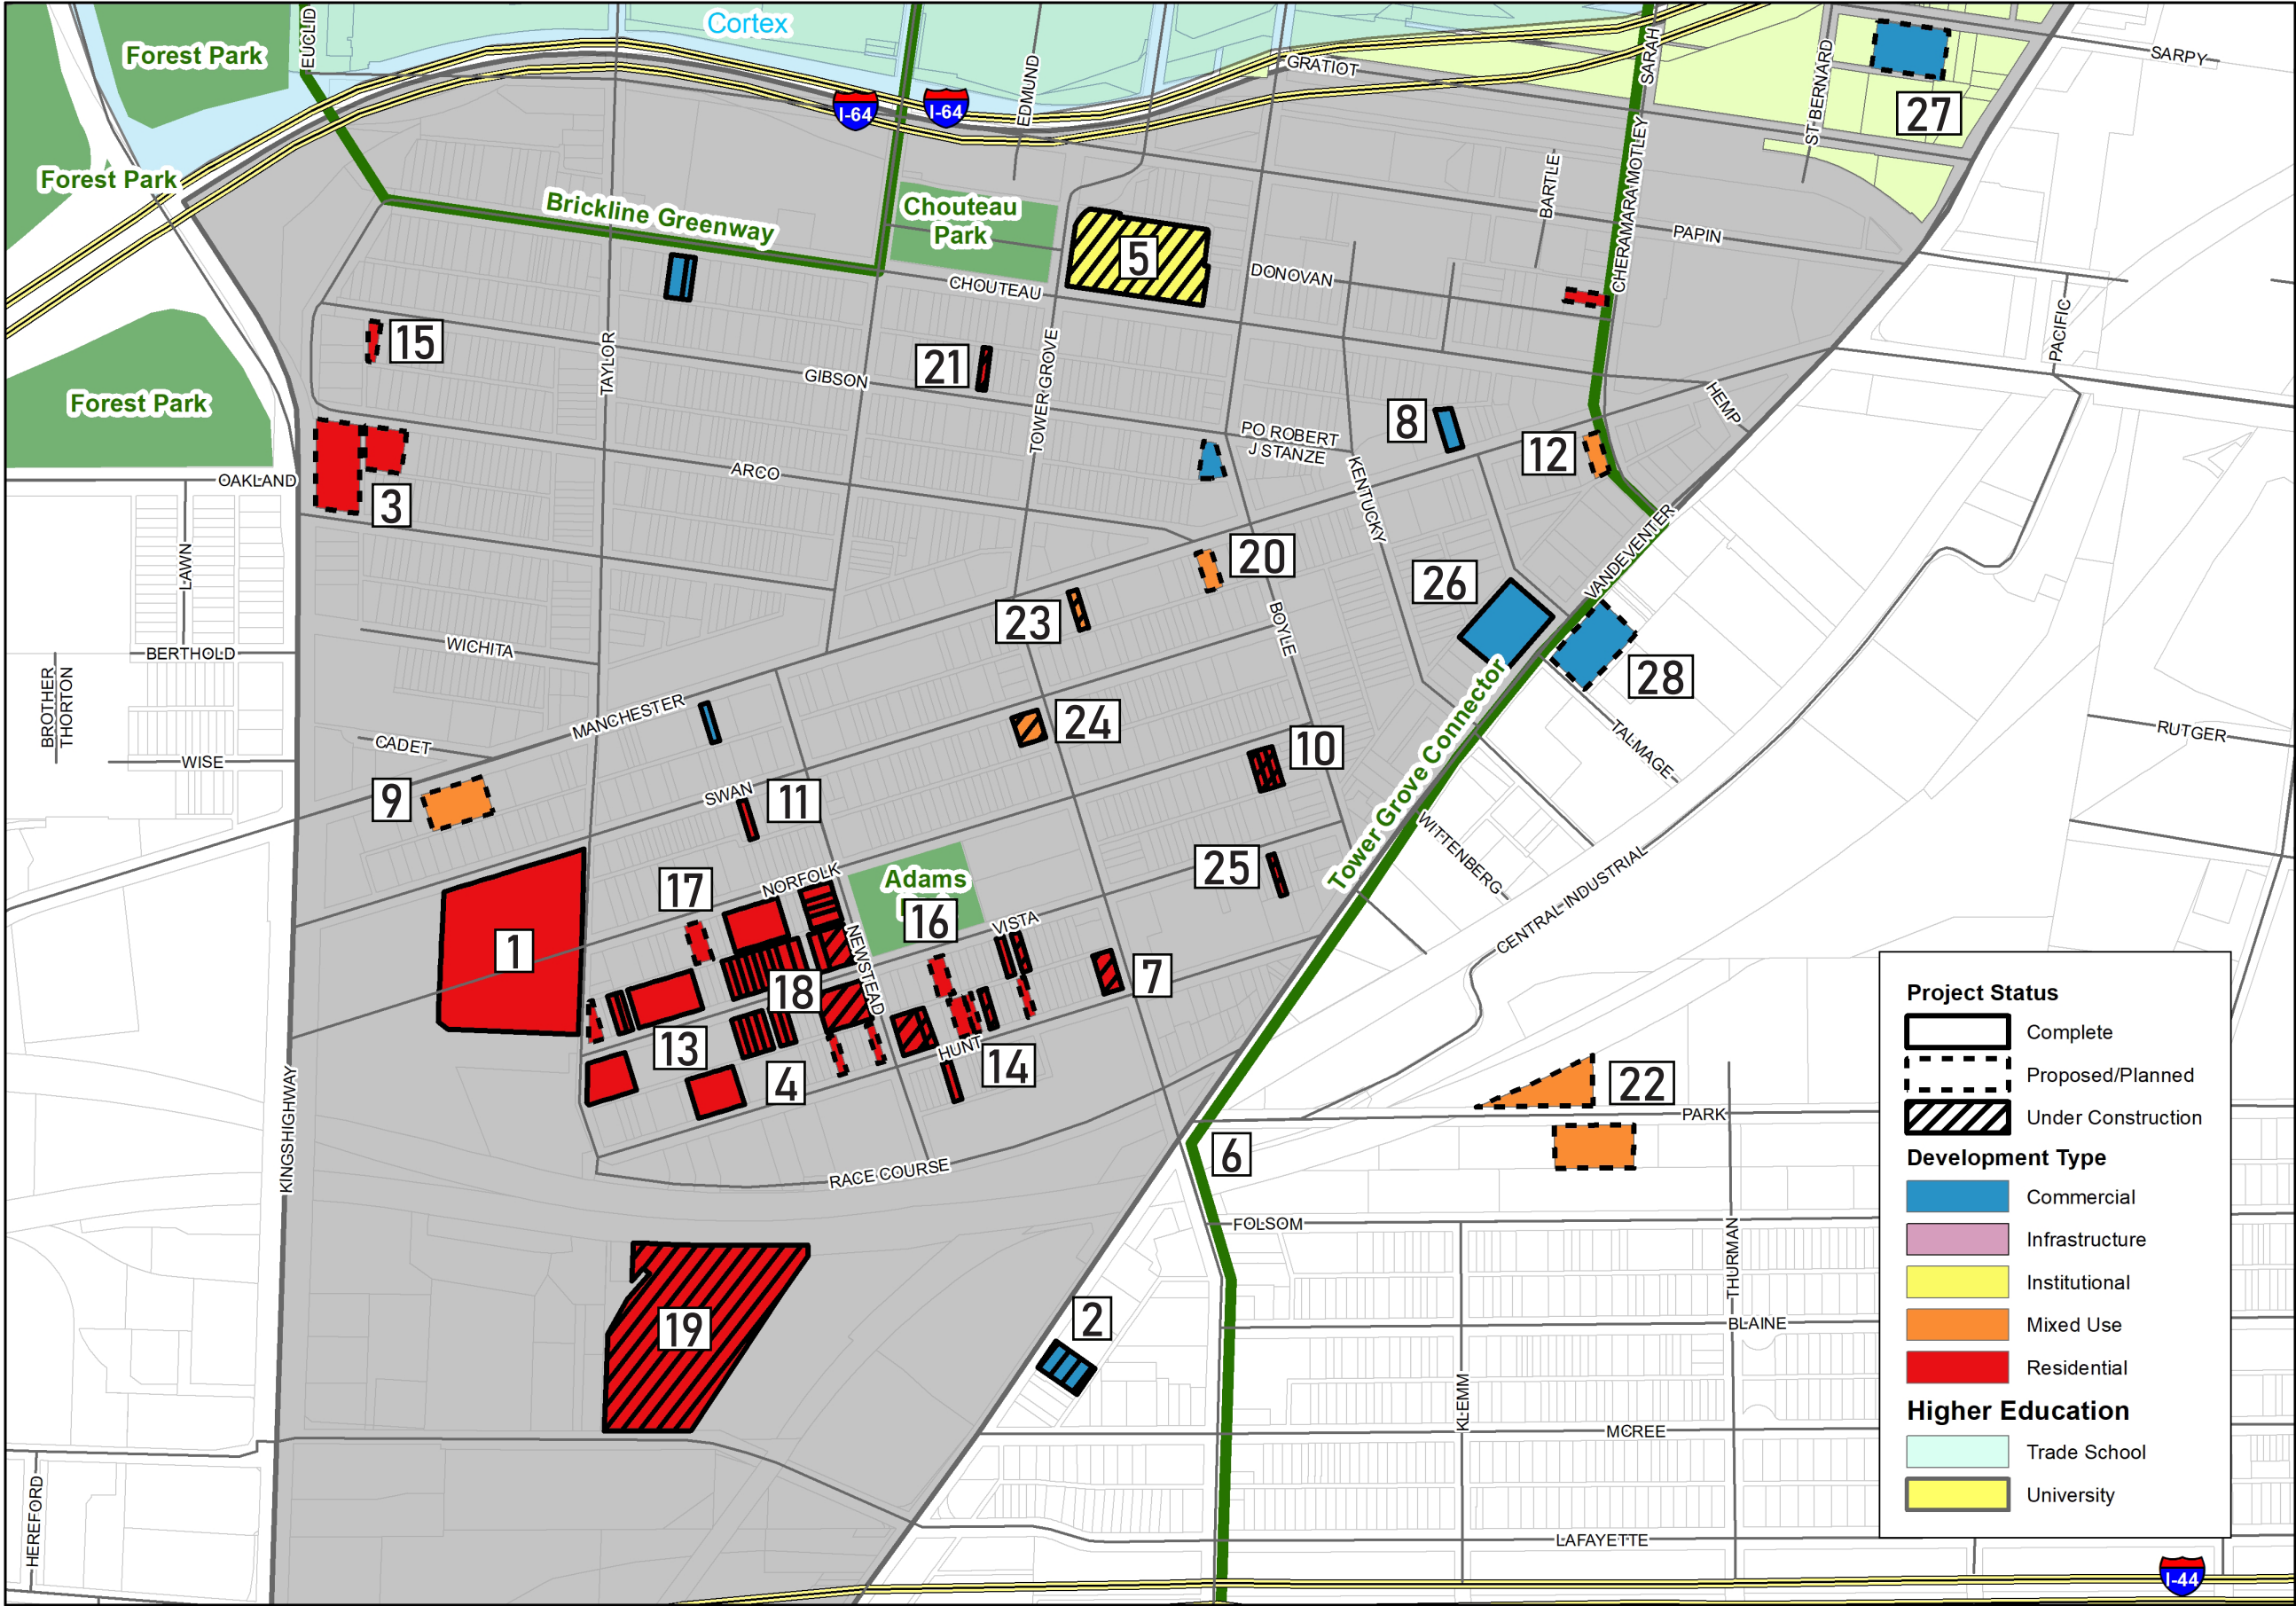 Cortex
EUCLID
Forest Park
SARAH
SARPY
GRATIOT
ST BERNARD
EDMUND
I-64
I-64
27
Forest Park
Brickline Greenway
Chouteau
Park
BARTLE
CHERAMARA MOTLEY
PAPIN
5
DONOVAN
CHOUTEAU
PACIFIC
15
TAYLOR
21
GIBSON
TOWER GROVE
Forest Park
8
HEMP
PO ROBERT
J STANZE
12
ARCO
OAKLAND
3
KENTUCKY
VANDEVENTER
LAWN
20
26
23
BOYLE
WICHITA
BERTHOLD
28
BROTHER
THORTON
MANCHESTER
24
Tower Grove Connector
TALMAGE
RUTGER
CADET
WISE
10
9
SWAN
11
WITTENBERG
25
CENTRAL INDUSTRIAL
17
NORFOLK
Adams
16
VISTA
1
NEWSTEAD
18
7
13
HUNT
14
4
22
PARK
KINGSHIGHWAY
6
RACE COURSE
FOLSOM
THURMAN
19
2
BLAINE
KLEMM
MCREE
HEREFORD
LAFAYETTE
I-44
Project Status
Complete
Proposed/Planned
Under Construction
Development Type
Commercial
Infrastructure
Institutional
Mixed Use
Residential
Higher Education
Trade School
University